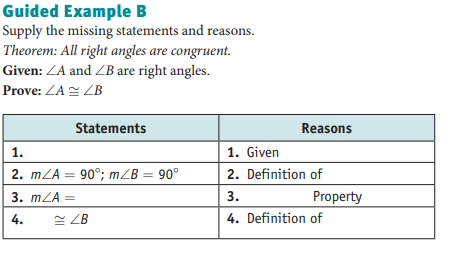 Guided Example B
Supply the missing statements and reasons.
Theorem: All right angles are congruent.
Given: ∠A and ∠B are right angles.
Prove: ∠A ≅ ∠B
Statements Reasons
1. 1. Given
2. m∠A = 90°; m∠B = 90° 2. Definition of
3. m∠A = 3. Property
4. ≅ ∠B 4. Definition of